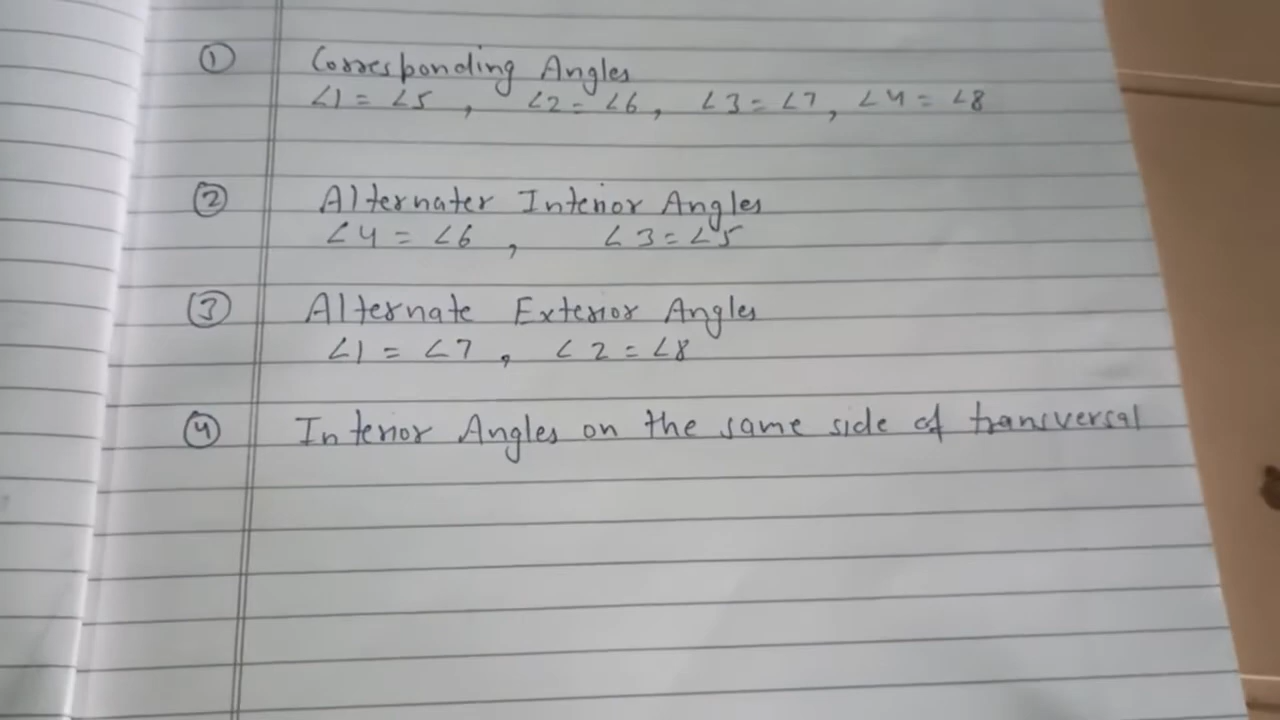 ① Corresponding Angles
∠1 = ∠5 , ∠2 = ∠6 , ∠3 = ∠7 , ∠4 = ∠8
② Alternater Interior Angles
∠4 = ∠6 , ∠3 = ∠5
③ Alternate Exterior Angles
∠1 = ∠7 , ∠2 = ∠8
④ Interior Angles on the same side of transversal